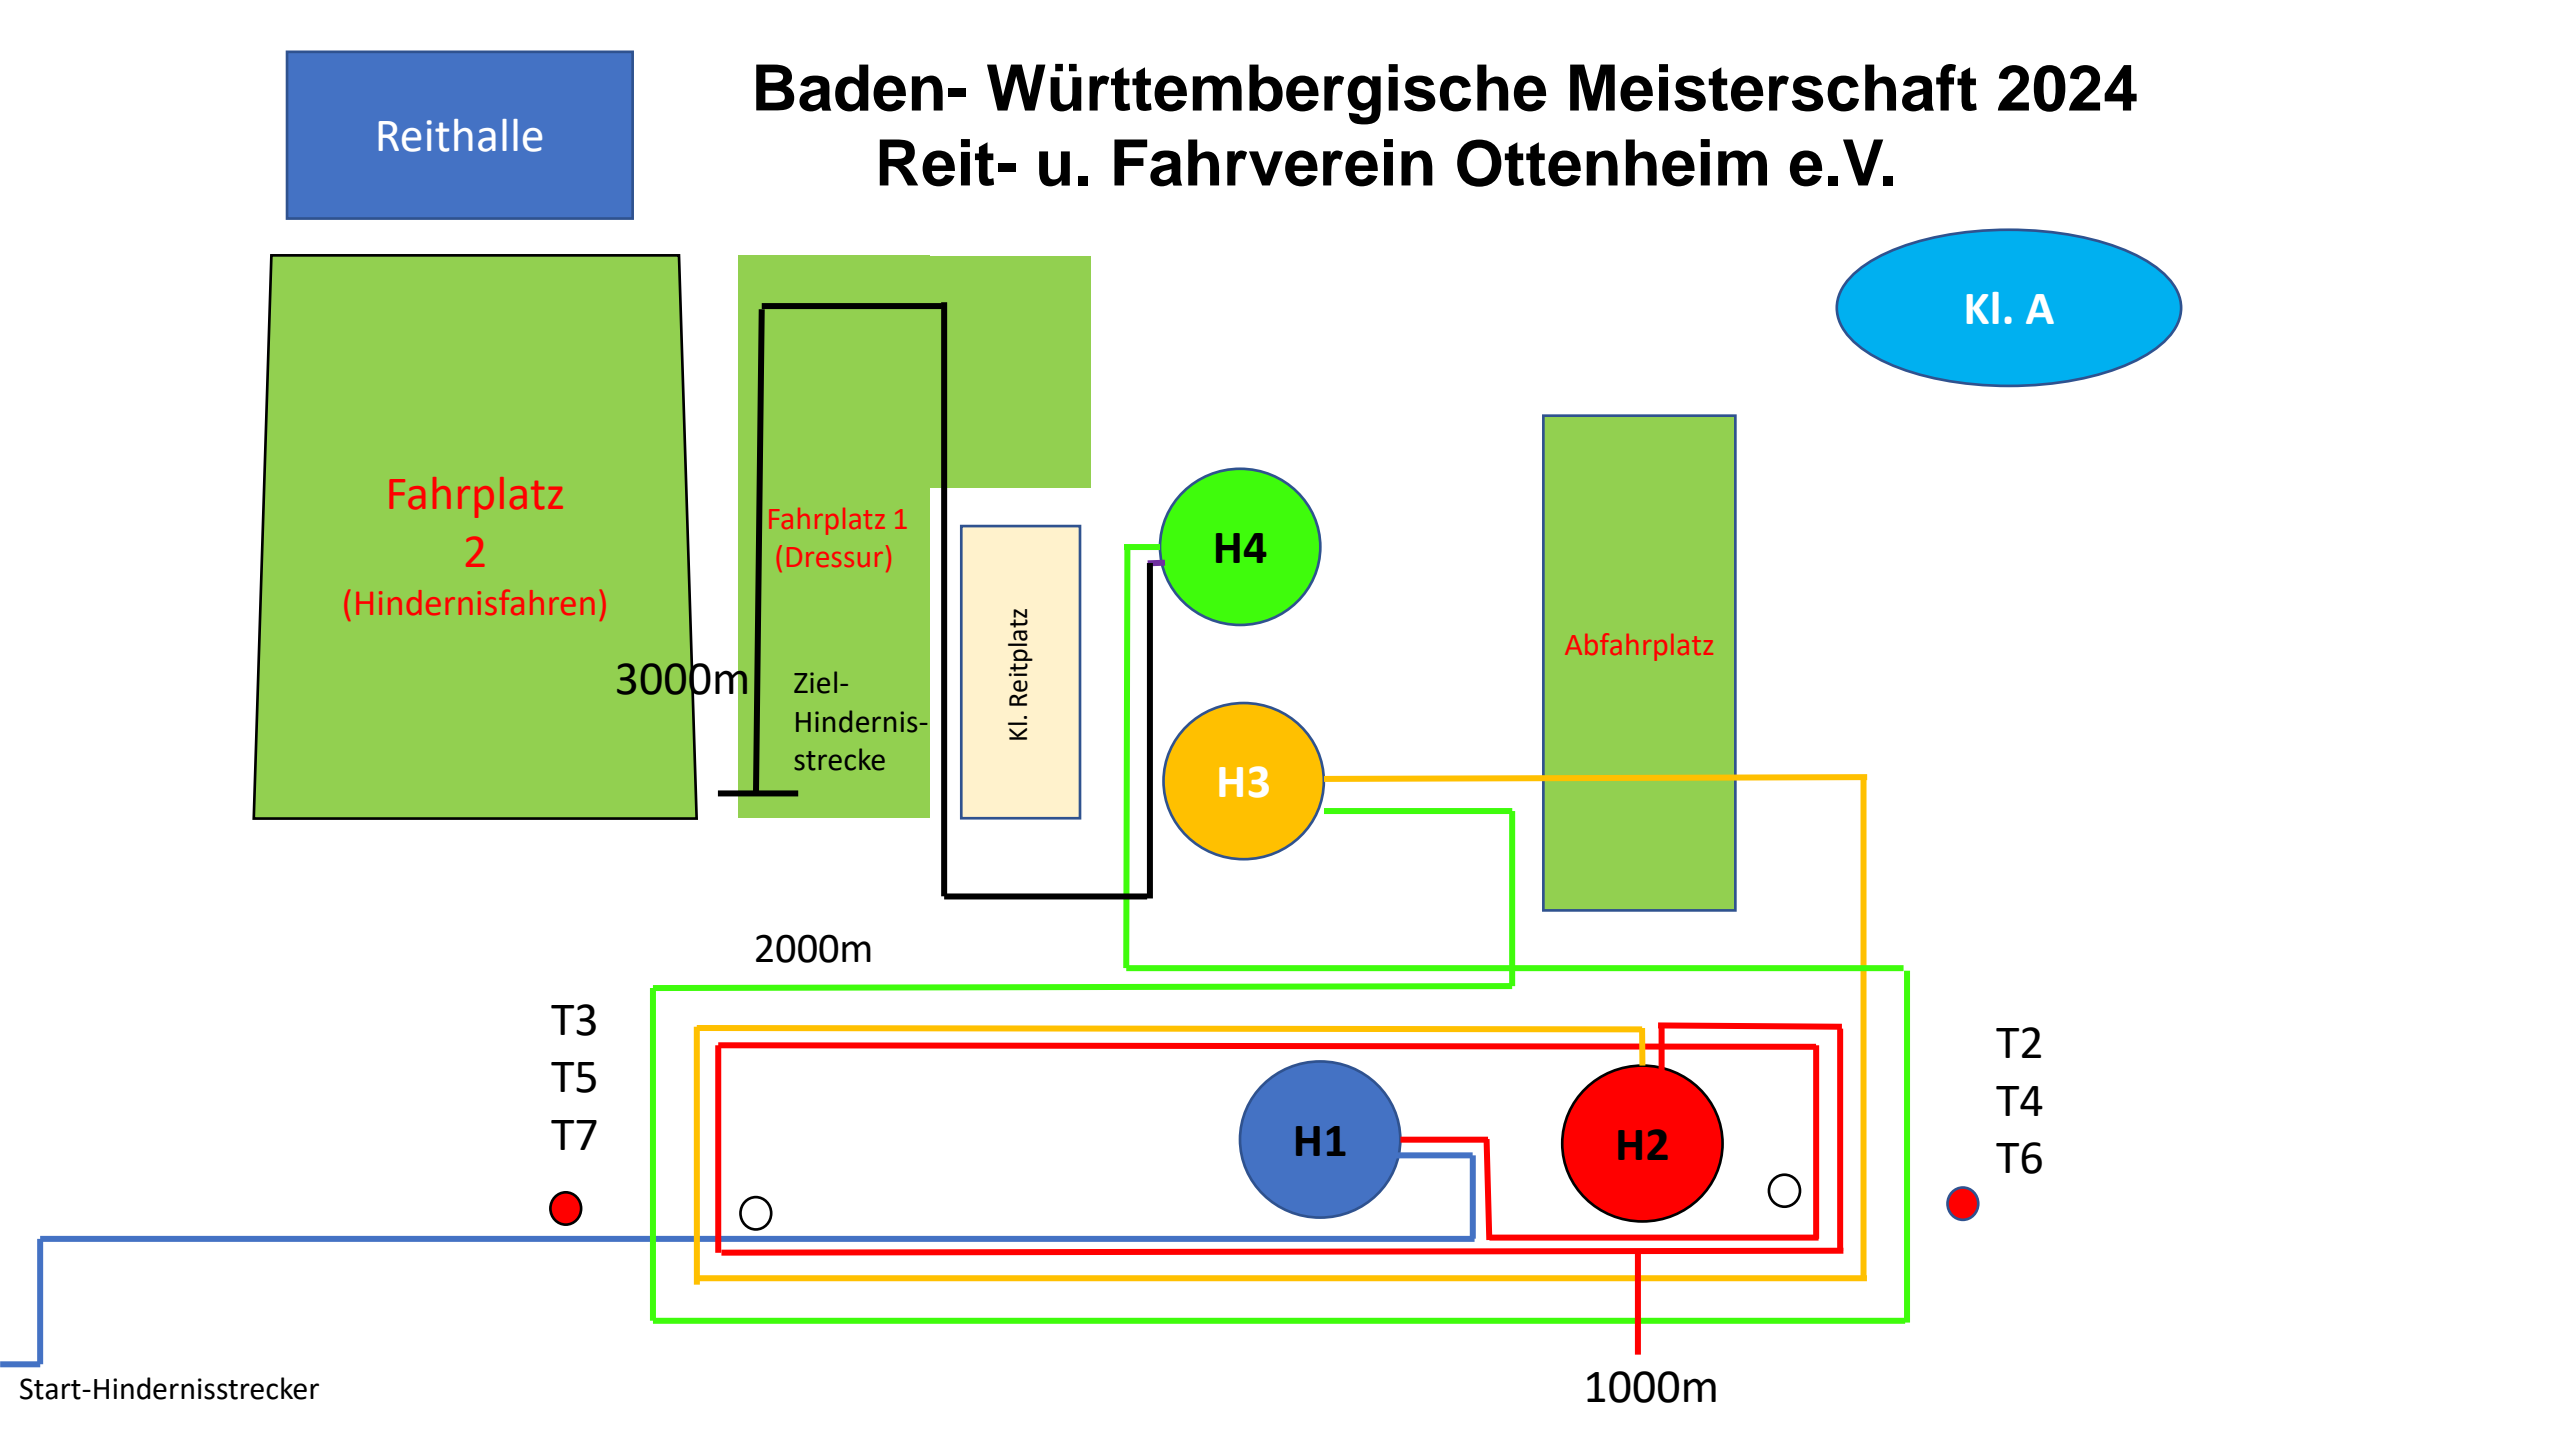 Baden- Württembergische Meisterschaft 2024
Reit- u. Fahrverein Ottenheim e.V.
Reithalle
Kl. A
Fahrplatz
2
(Hindernisfahren)
Fahrplatz 1
(Dressur)
H4
Kl. Reitplatz
Abfahrplatz
3000m
Ziel-
Hindernis-
strecke
H3
2000m
T3
T5
T7
T2
T4
T6
H1
H2
Start-Hindernisstrecker
1000m